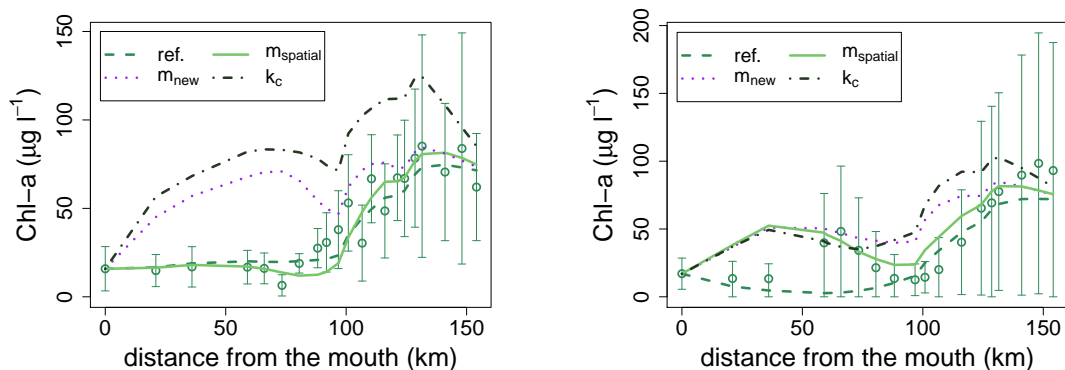 Chl−a (μg l⁻¹)
150
100
50
0
ref.
m_new
m_spatial
k_c
0
50
100
150
distance from the mouth (km)
Chl−a (μg l⁻¹)
200
150
100
50
0
ref.
m_new
m_spatial
k_c
0
50
100
150
distance from the mouth (km)